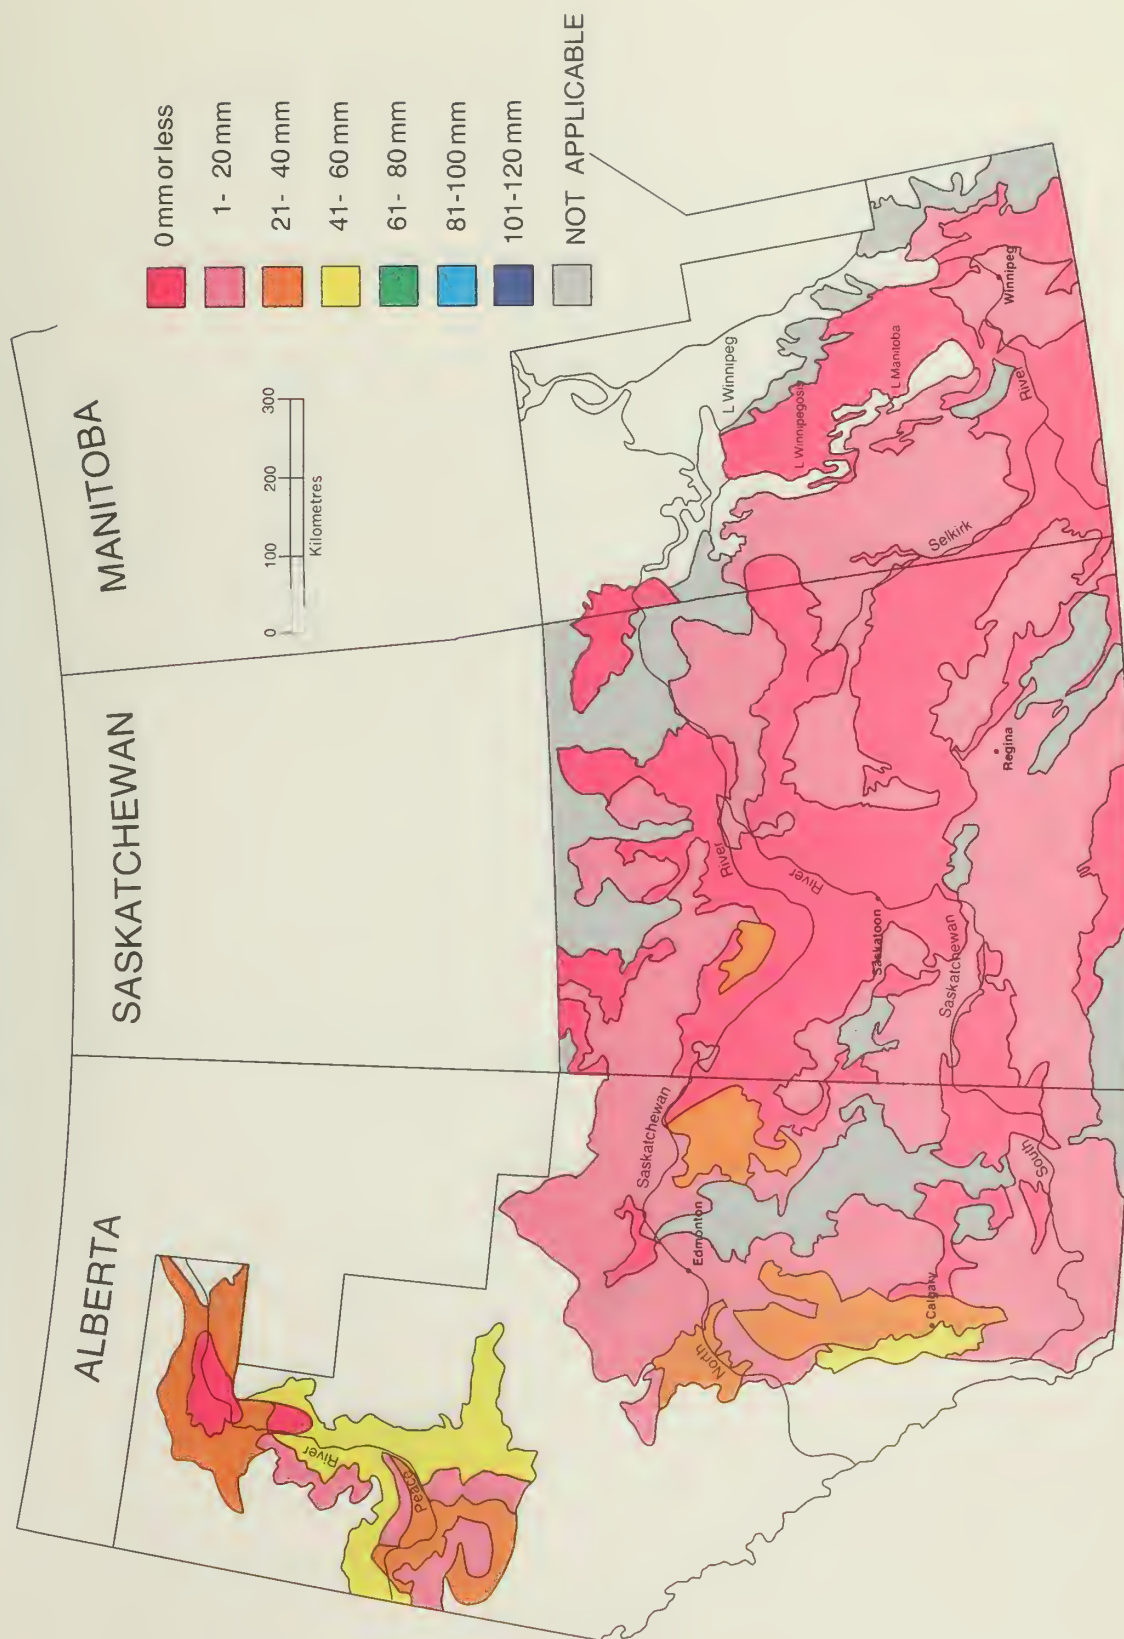 ALBERTA
SASKATCHEWAN
MANITOBA
0 100 200 300
Kilometres
0 mm or less
1- 20 mm
21- 40 mm
41- 60 mm
61- 80 mm
81-100 mm
101-120 mm
NOT APPLICABLE
Peace
River
North
Saskatchewan
River
Edmonton
Calgary
South
Saskatchewan
River
Saskatoon
Regina
Selkirk
River
L Winnipeg
L Winnipegosis
L Manitoba
Winnipeg